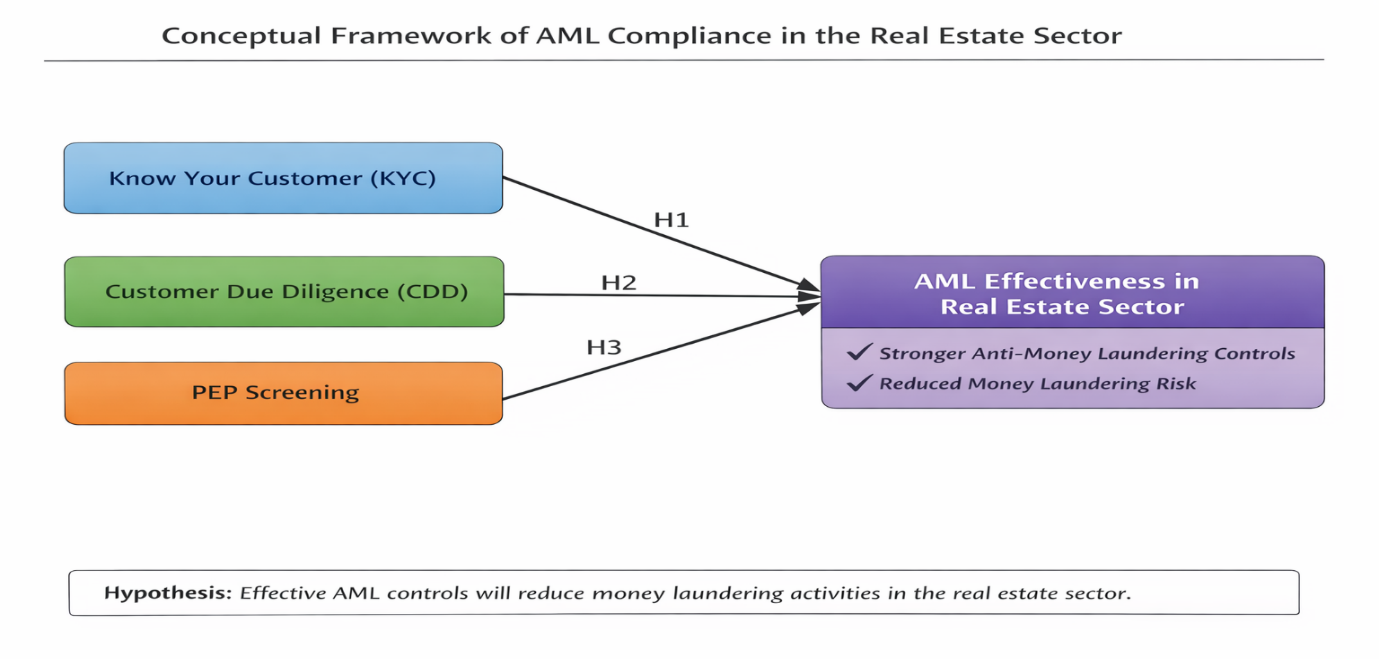 Conceptual Framework of AML Compliance in the Real Estate Sector
Know Your Customer (KYC)
H1
Customer Due Diligence (CDD)
H2
AML Effectiveness in
Real Estate Sector
H3
✓ Stronger Anti-Money Laundering Controls
✓ Reduced Money Laundering Risk
PEP Screening
Hypothesis: Effective AML controls will reduce money laundering activities in the real estate sector.